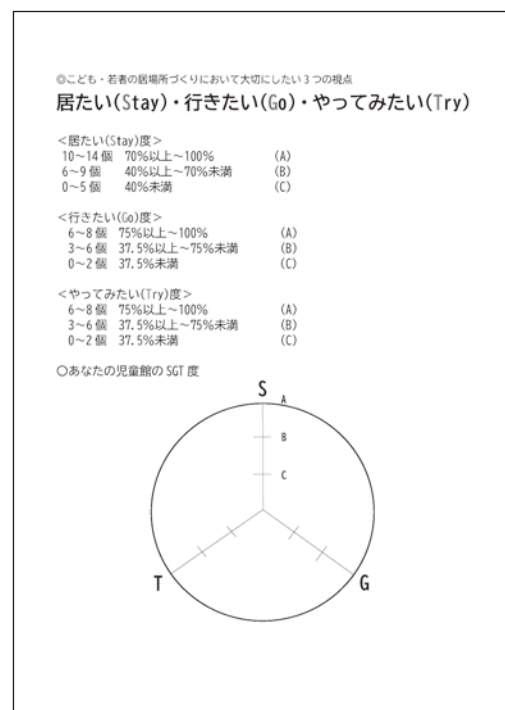 ◎こども・若者の居場所づくりにおいて大切にしたい3つの視点
居たい(Stay)・行きたい(Go)・やってみたい(Try)
<居たい(Stay)度>
10～14個 70%以上～100% (A)
6～9個 40%以上～70%未満 (B)
0～5個 40%未満 (C)
<行きたい(Go)度>
6～8個 75%以上～100% (A)
3～6個 37.5%以上～75%未満 (B)
0～2個 37.5%未満 (C)
<やってみたい(Try)度>
6～8個 75%以上～100% (A)
3～6個 37.5%以上～75%未満 (B)
0～2個 37.5%未満 (C)
○あなたの児童館のSGT度
S
A
B
C
T
G